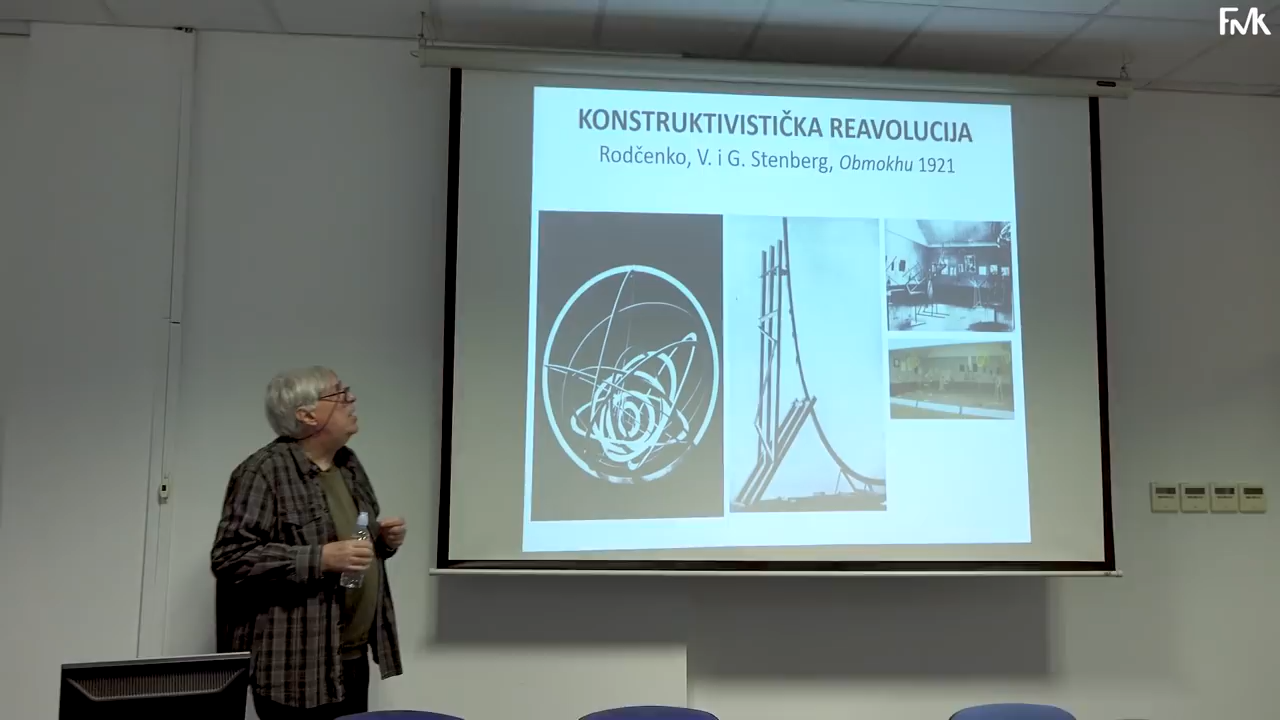 FMK
KONSTRUKTIVISTIČKA REAVOLUCIJA
Rodčenko, V. i G. Stenberg, Obmokhu 1921